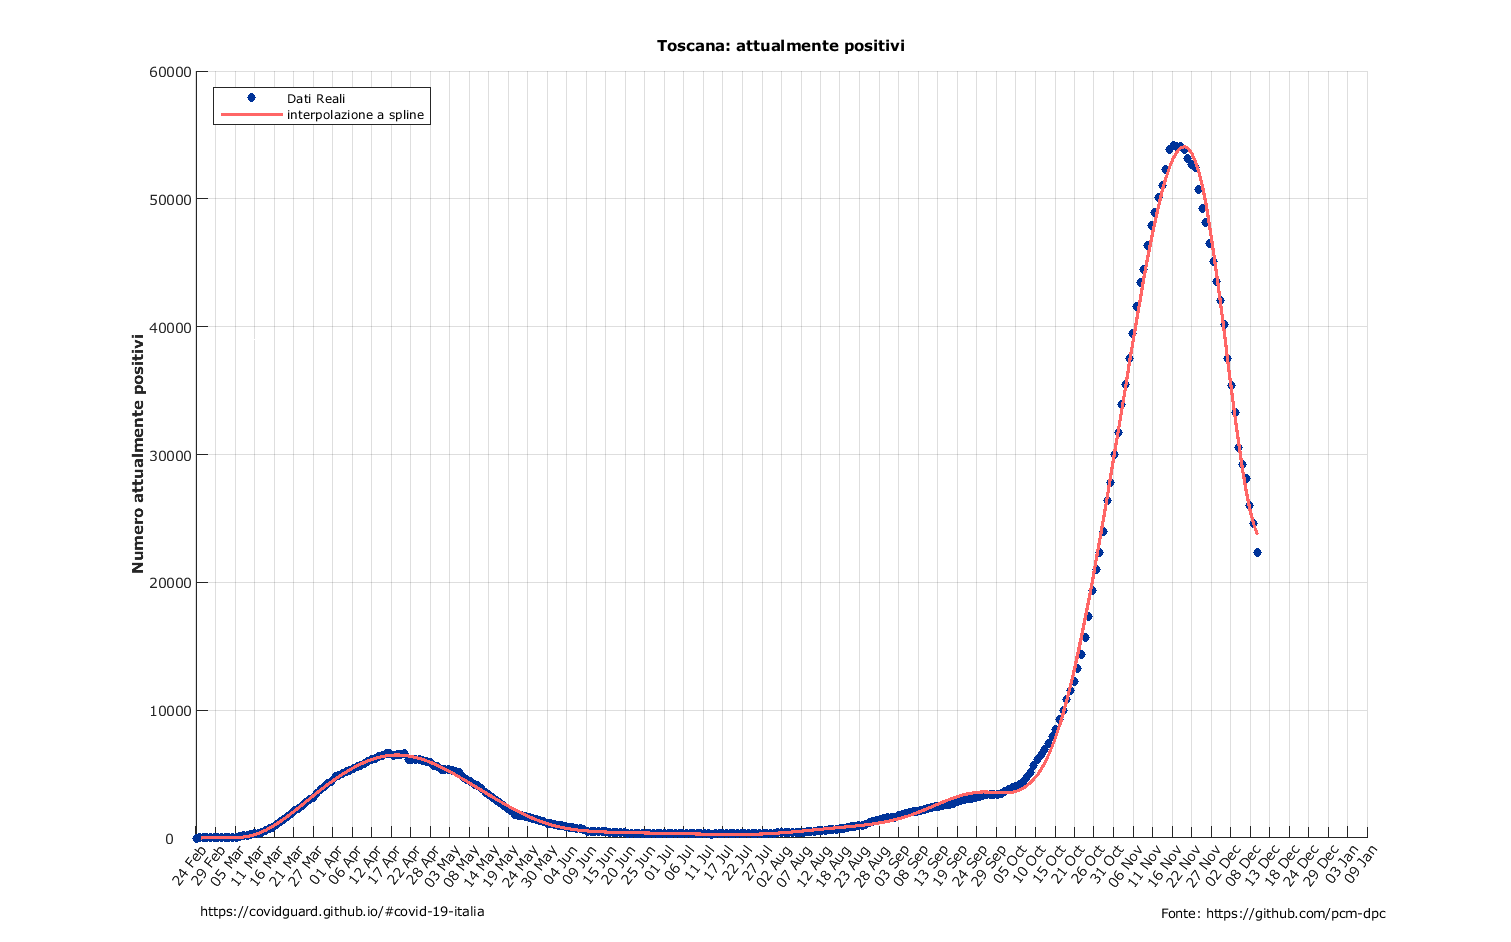 Toscana: attualmente positivi
Dati Reali
interpolazione a spline
Numero attualmente positivi
60000
50000
40000
30000
20000
10000
0
24 Feb
29 Feb
05 Mar
11 Mar
16 Mar
21 Mar
27 Mar
01 Apr
06 Apr
12 Apr
17 Apr
22 Apr
28 Apr
03 May
08 May
14 May
19 May
24 May
30 May
04 Jun
09 Jun
15 Jun
20 Jun
25 Jun
01 Jul
06 Jul
11 Jul
17 Jul
22 Jul
27 Jul
02 Aug
07 Aug
12 Aug
18 Aug
23 Aug
28 Aug
03 Sep
08 Sep
13 Sep
19 Sep
24 Sep
29 Sep
05 Oct
10 Oct
15 Oct
21 Oct
26 Oct
31 Oct
06 Nov
11 Nov
16 Nov
22 Nov
27 Nov
02 Dec
08 Dec
13 Dec
18 Dec
24 Dec
29 Dec
03 Jan
09 Jan
https://covidguard.github.io/#covid-19-italia
Fonte: https://github.com/pcm-dpc